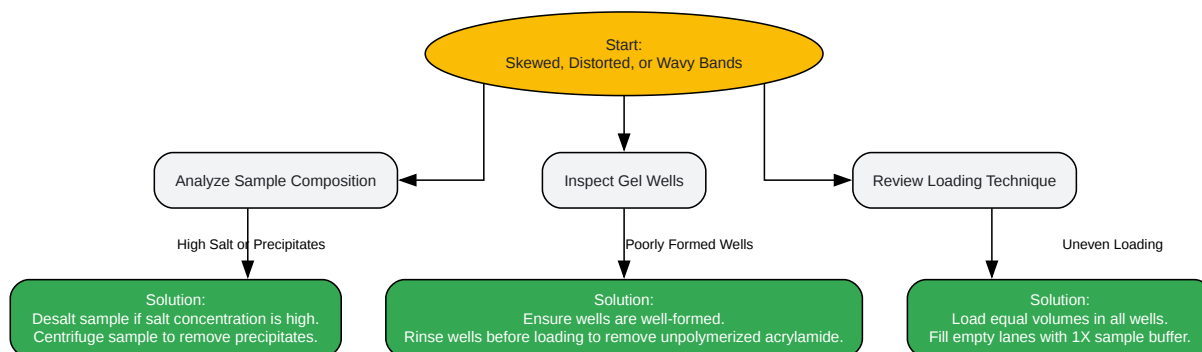 Start:
Skewed, Distorted, or Wavy Bands
Analyze Sample Composition
Inspect Gel Wells
Review Loading Technique
High Salt or Precipitates
Poorly Formed Wells
Uneven Loading
Solution:
Desalt sample if salt concentration is high.
Centrifuge sample to remove precipitates.
Solution:
Ensure wells are well-formed.
Rinse wells before loading to remove unpolymerized acrylamide.
Solution:
Load equal volumes in all wells.
Fill empty lanes with 1X sample buffer.